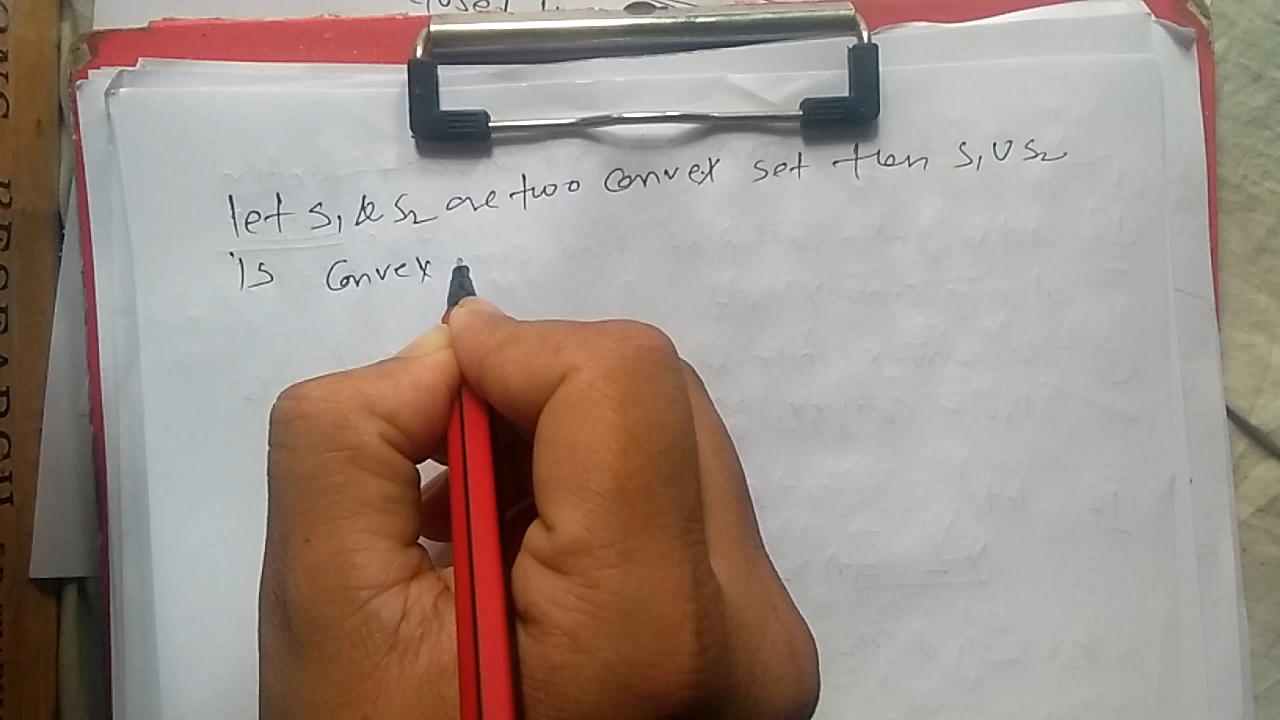 let S₁ & S₂ are two convex set then S₁ ∪ S₂
is convex